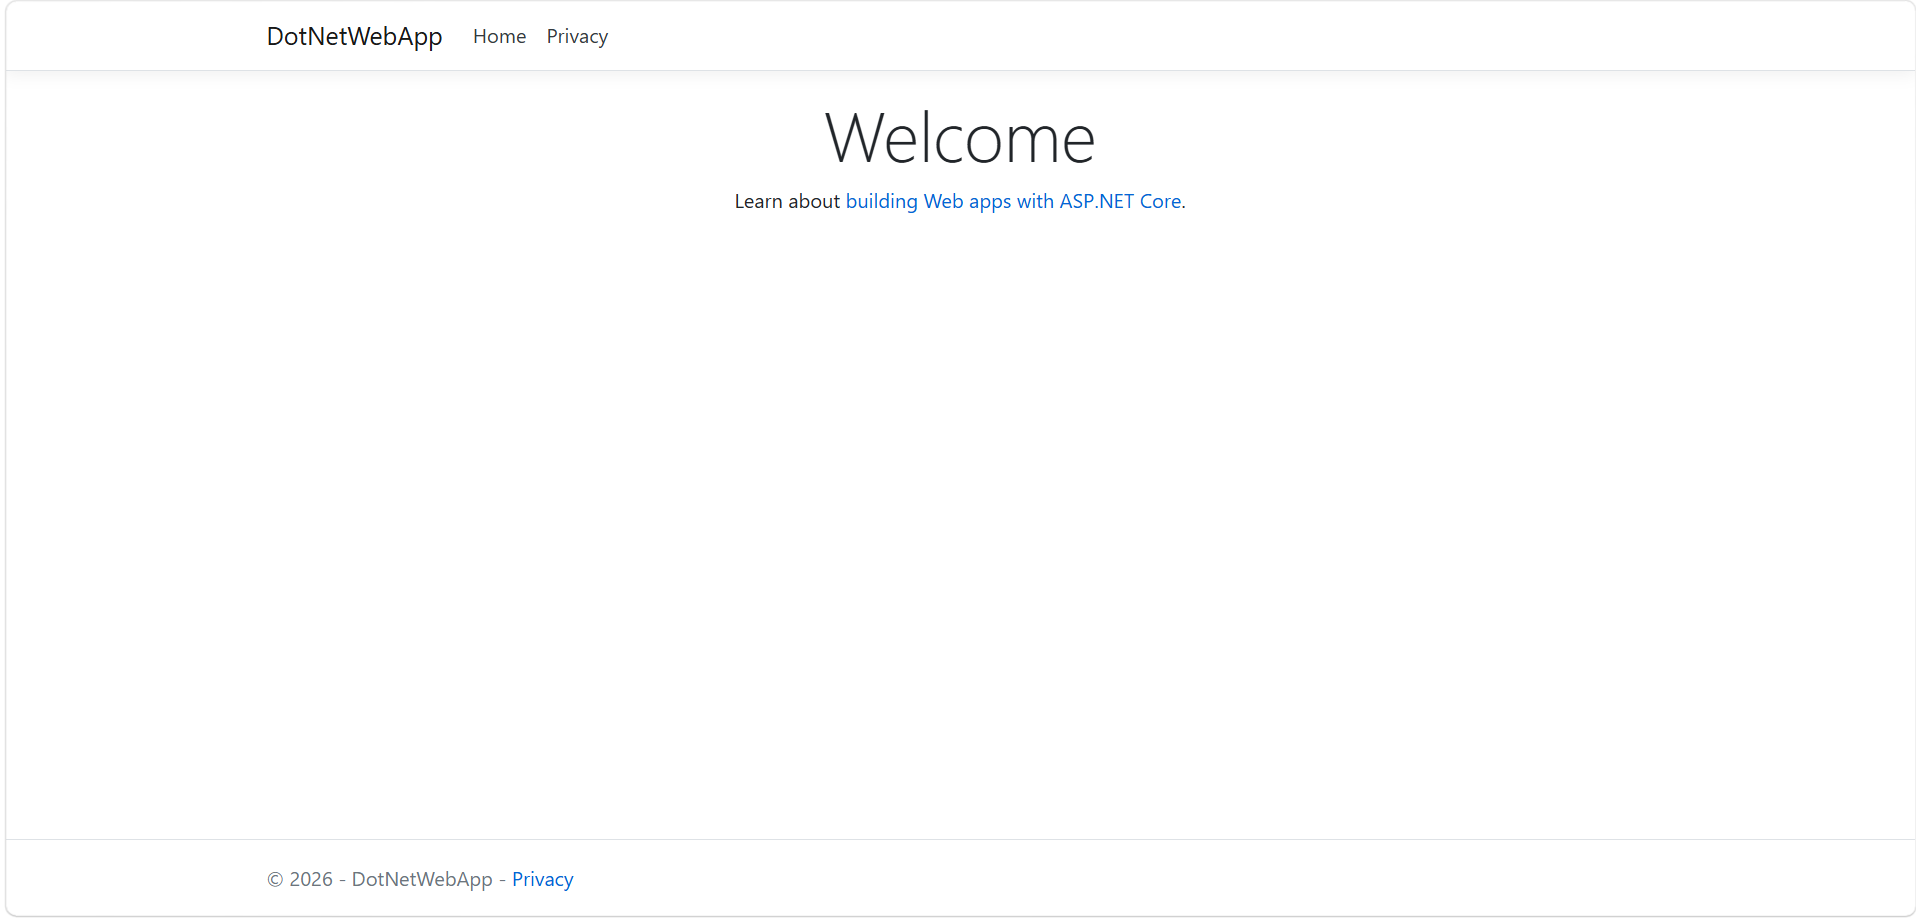 DotNetWebApp Home Privacy
Welcome
Learn about building Web apps with ASP.NET Core.
© 2026 - DotNetWebApp - Privacy